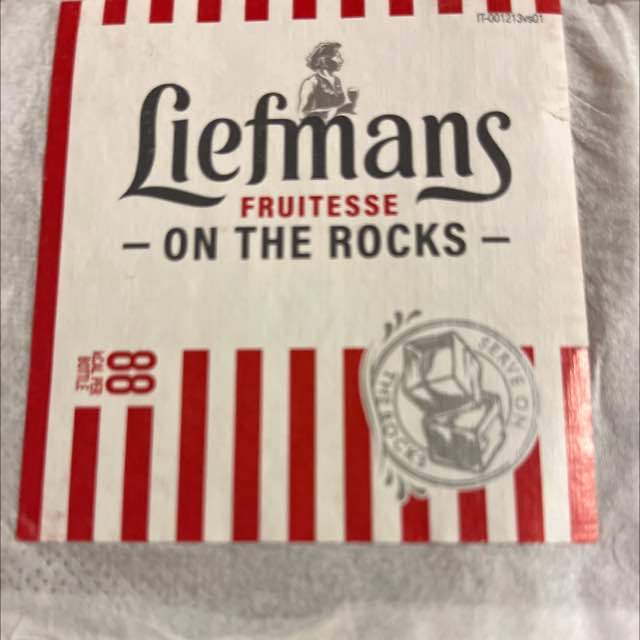 IT-001213vs01
Liefmans
FRUITESSE
— ON THE ROCKS —
88
KCAL PER
BOTTLE
SERVE ON
THE ROCKS